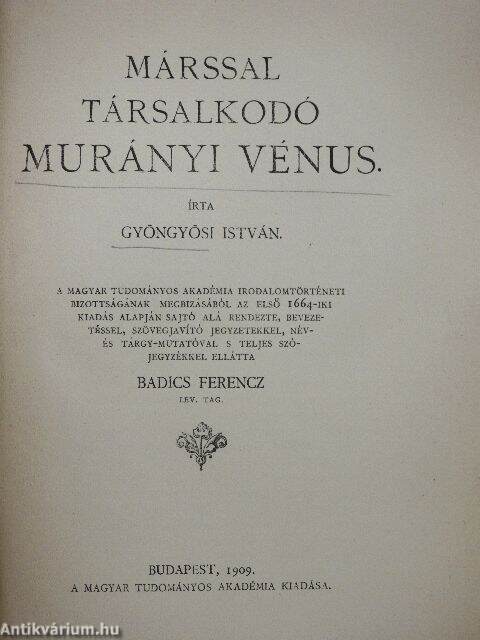 MÁRSSAL
TÁRSALKODÓ
MURÁNYI VÉNUS.
ÍRTA
GYÖNGYÖSI ISTVÁN.
A MAGYAR TUDOMÁNYOS AKADÉMIA IRODALOMTÖRTÉNETI
BIZOTTSÁGÁNAK MEGBIZÁSÁBÓL AZ ELSŐ 1664-IKI
KIADÁS ALAPJÁN SAJTÓ ALÁ RENDEZTE, BEVEZE-
TÉSSEL, SZÖVEGJAVÍTÓ JEGYZETEKKEL, NÉV-
ÉS TÁRGY-MUTATÓVAL S TELJES SZÓ-
JEGYZÉKKEL ELLÁTTA
BADICS FERENCZ
LEV. TAG.
BUDAPEST, 1909.
A MAGYAR TUDOMÁNYOS AKADÉMIA KIADÁSA.
Antikvárium.hu